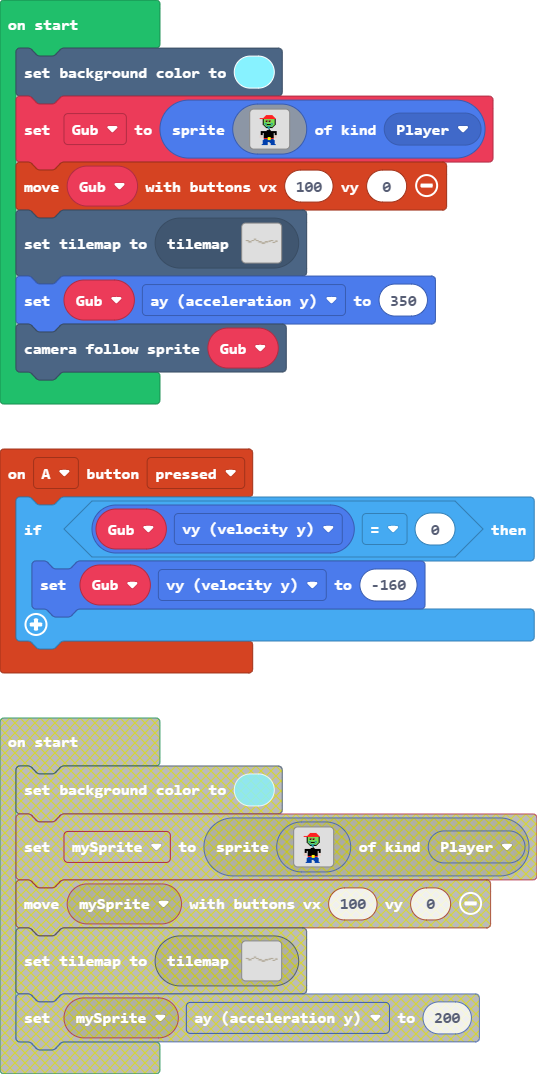 on start
set background color to
set Gub to sprite of kind Player
move Gub with buttons vx 100 vy 0
set tilemap to tilemap
set Gub ay (acceleration y) to 350
camera follow sprite Gub
on A button pressed
if Gub vy (velocity y) = 0 then
set Gub vy (velocity y) to -160
on start
set background color to
set mySprite to sprite of kind Player
move mySprite with buttons vx 100 vy 0
set tilemap to tilemap
set mySprite ay (acceleration y) to 200